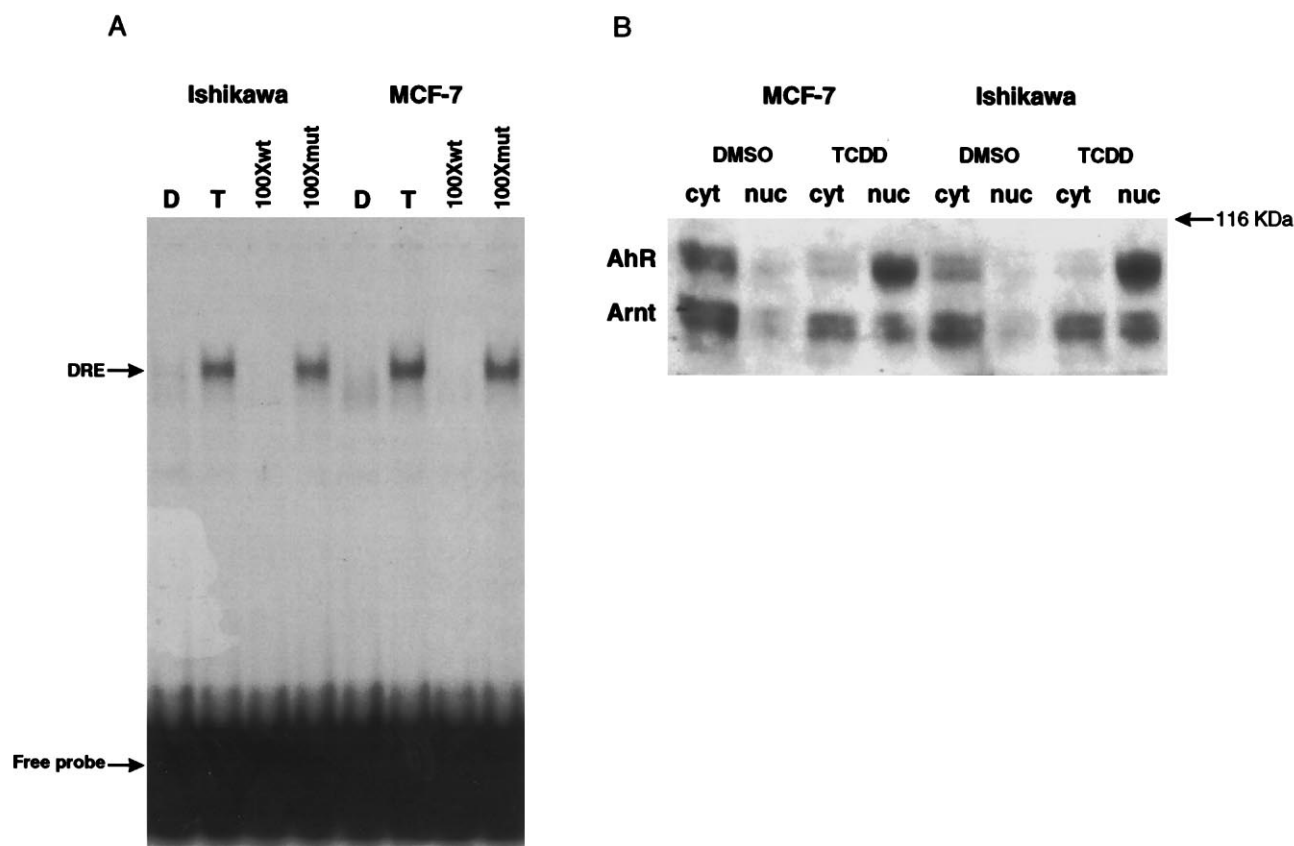 A
Ishikawa MCF-7
D T 100Xwt 100Xmut D T 100Xwt 100Xmut
DRE
Free probe
B
MCF-7 Ishikawa
DMSO TCDD DMSO TCDD
cyt nuc cyt nuc cyt nuc cyt nuc
116 KDa
AhR
Arnt